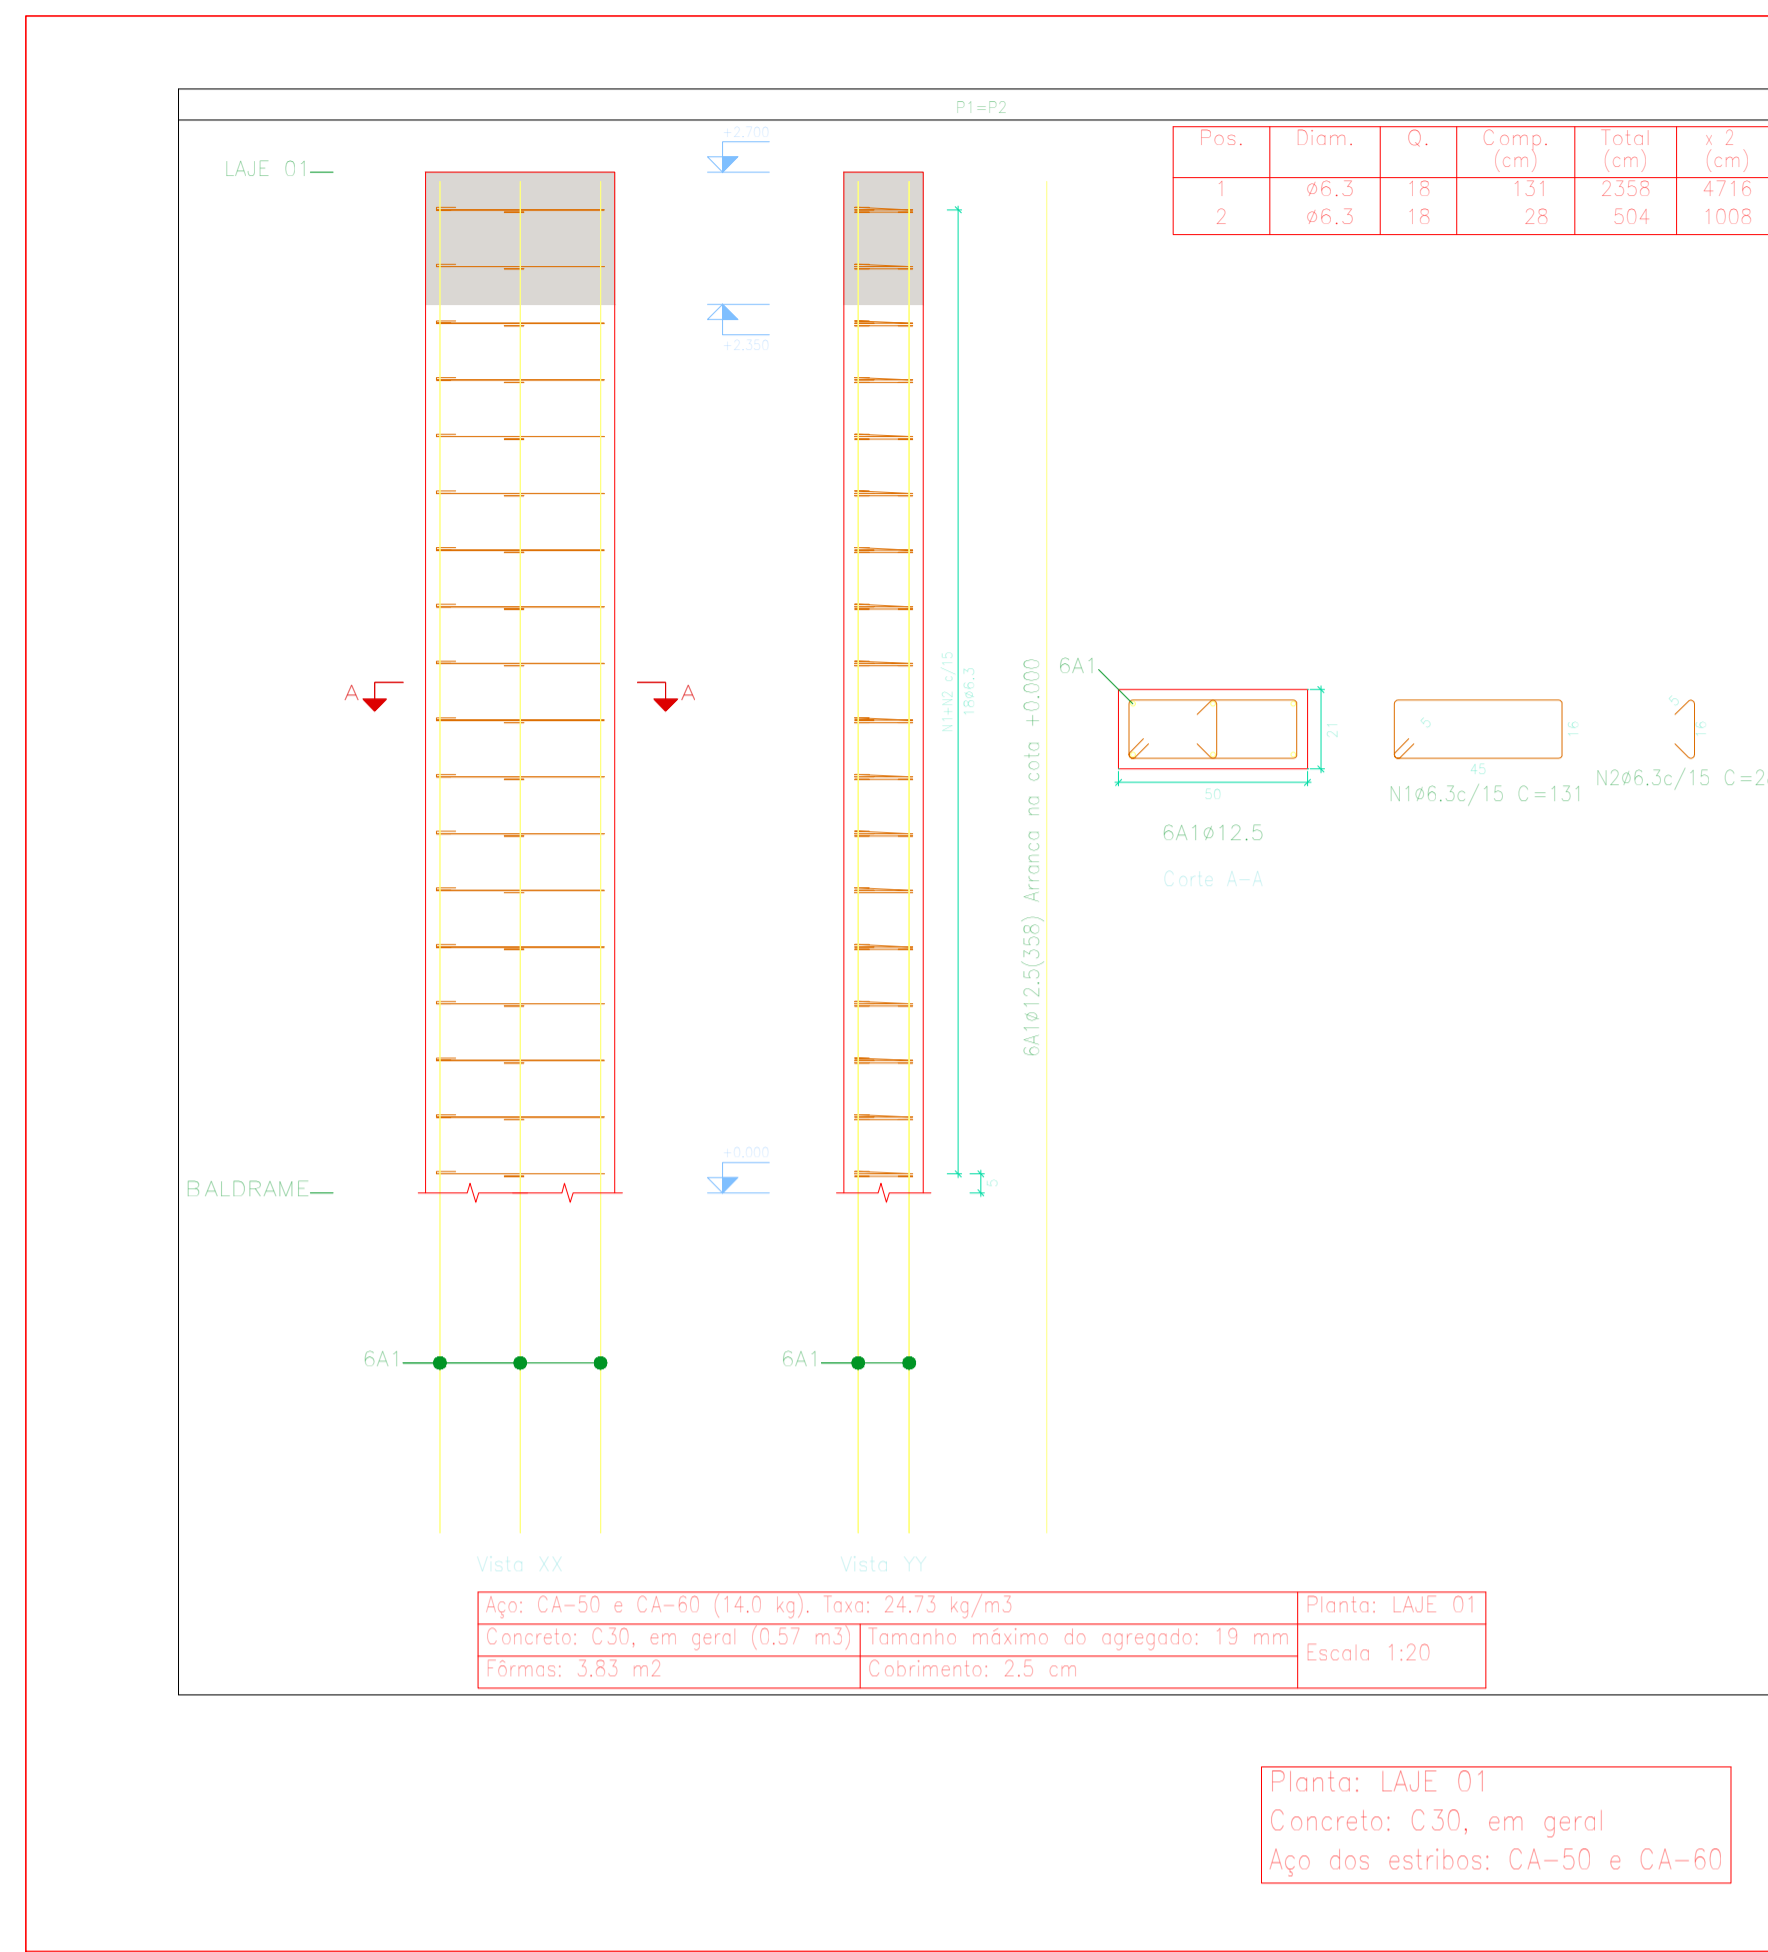 P1=P2
Pos. Diam. Q. Comp. (cm) Total (cm) x 2 (cm)
1 ø6.3 18 131 2358 4716
2 ø6.3 18 28 504 1008
+2.700
LAJE 01
+2.350
A A
N1+N2 c/15
18ø6.3
6A1ø12.5(358) Arranca na cota +0.000
6A1
21
50
6A1ø12.5
Corte A-A
5
16
45
N1ø6.3c/15 C=131
5
16
N2ø6.3c/15 C=2
+0.000
5
BALDRAME
6A1
6A1
Vista XX
Vista YY
Aço: CA-50 e CA-60 (14.0 kg). Taxa: 24.73 kg/m3
Planta: LAJE 01
Concreto: C30, em geral (0.57 m3)
Tamanho máximo do agregado: 19 mm
Escala 1:20
Fôrmas: 3.83 m2
Cobrimento: 2.5 cm
Planta: LAJE 01
Concreto: C30, em geral
Aço dos estribos: CA-50 e CA-60